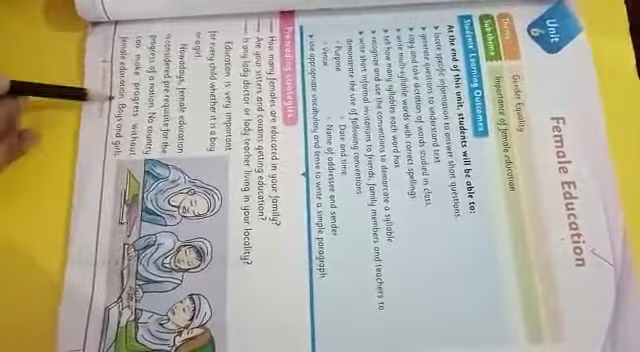 Unit
6
Female Education
Theme
Gender Equality
Sub-theme
Importance of female education
Students' Learning Outcomes
At the end of this unit, students will be able to:
locate specific information to answer short questions.
generate questions to understand text
copy and take dictation of words studied in class
write multi-syllable words with correct spellings
tell how many syllables each word has
recognize and use the conventions to demarcate a syllable
write short informal invitations to friends, family members and teachers to
demonstrate the use of following conventions
Purpose
Date and time
Venue
Name of addressee and sender
use appropriate vocabulary and tense to write a simple paragraph
Pre-reading strategies
How many females are educated in your family?
Are your sisters and cousins getting education?
Is any lady doctor or lady teacher living in your locality?
Education is very important
for every child whether it is a boy
or a girl.
Nowadays, female education
is considered prerequisite for the
progress of a nation. No country
can make progress without
female education. Boys and girls